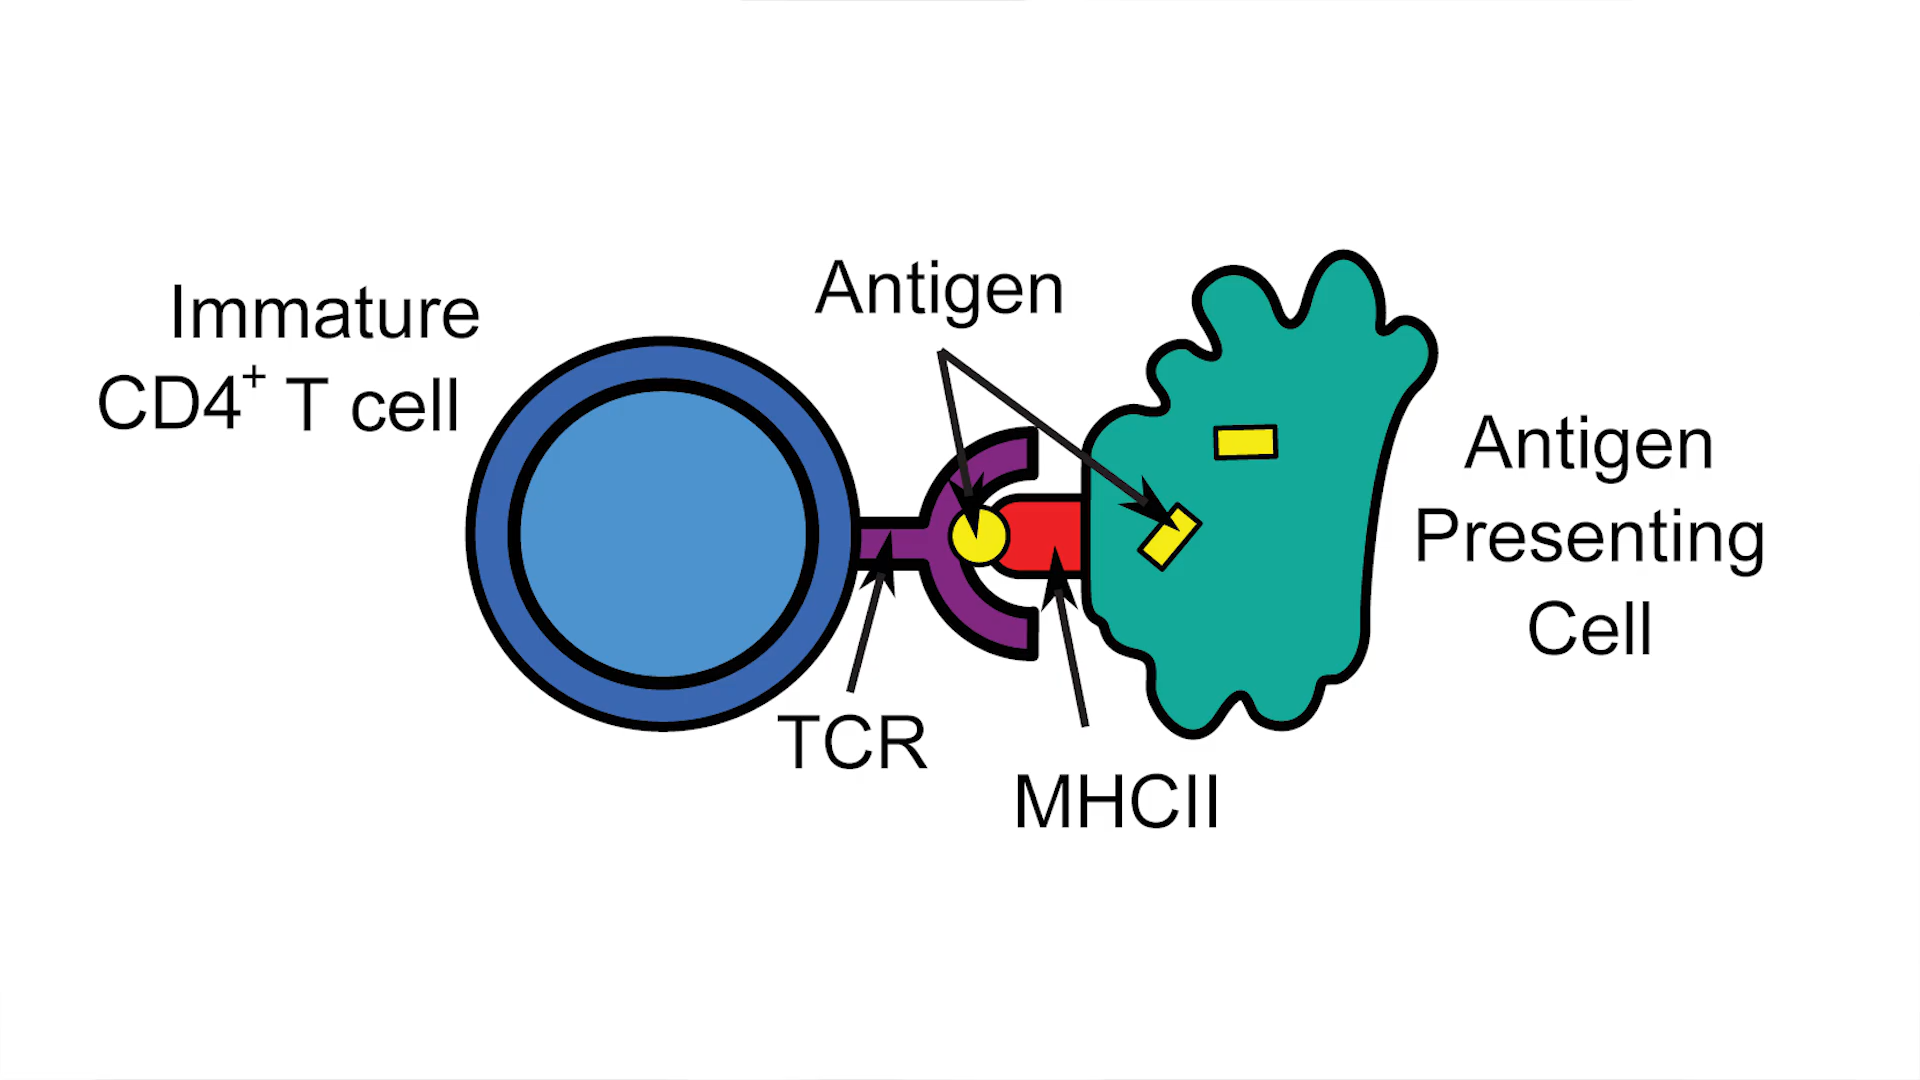 Immature
CD4⁺ T cell
Antigen
Antigen
Presenting
Cell
TCR
MHCII